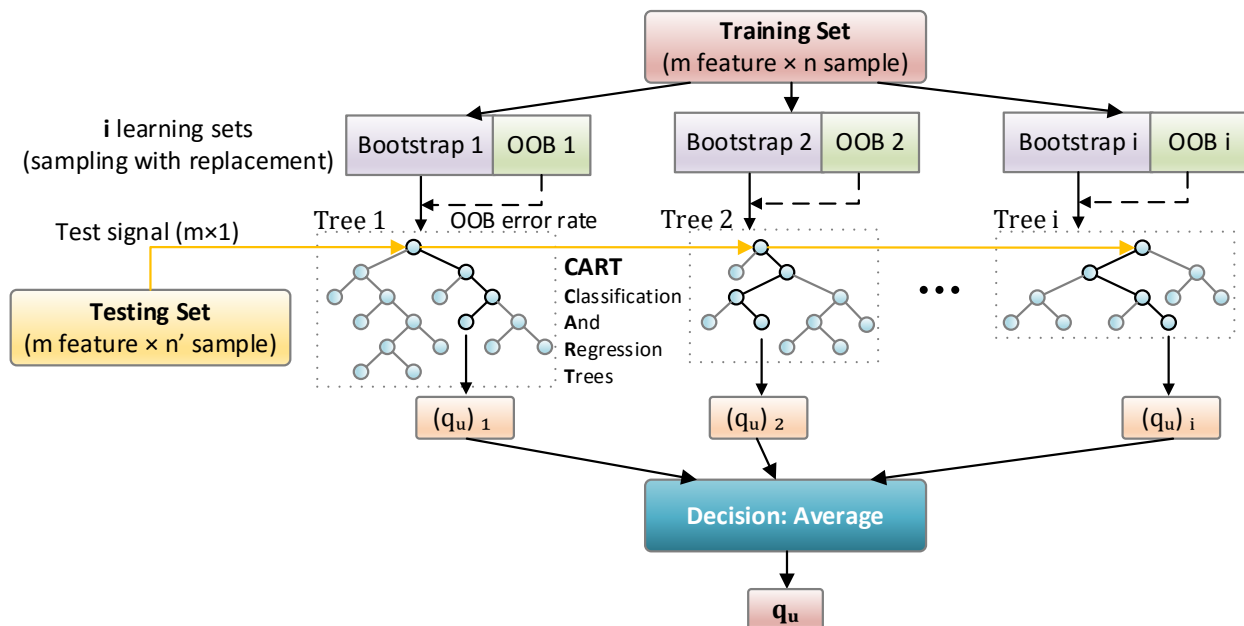 Training Set
(m feature × n sample)
i learning sets
(sampling with replacement)
Bootstrap 1
OOB 1
Bootstrap 2
OOB 2
Bootstrap i
OOB i
Tree 1
OOB error rate
Tree 2
Tree i
Test signal (m×1)
CART
Classification
And
Regression
Trees
Testing Set
(m feature × n’ sample)
(qu) 1
(qu) 2
(qu) i
Decision: Average
qu